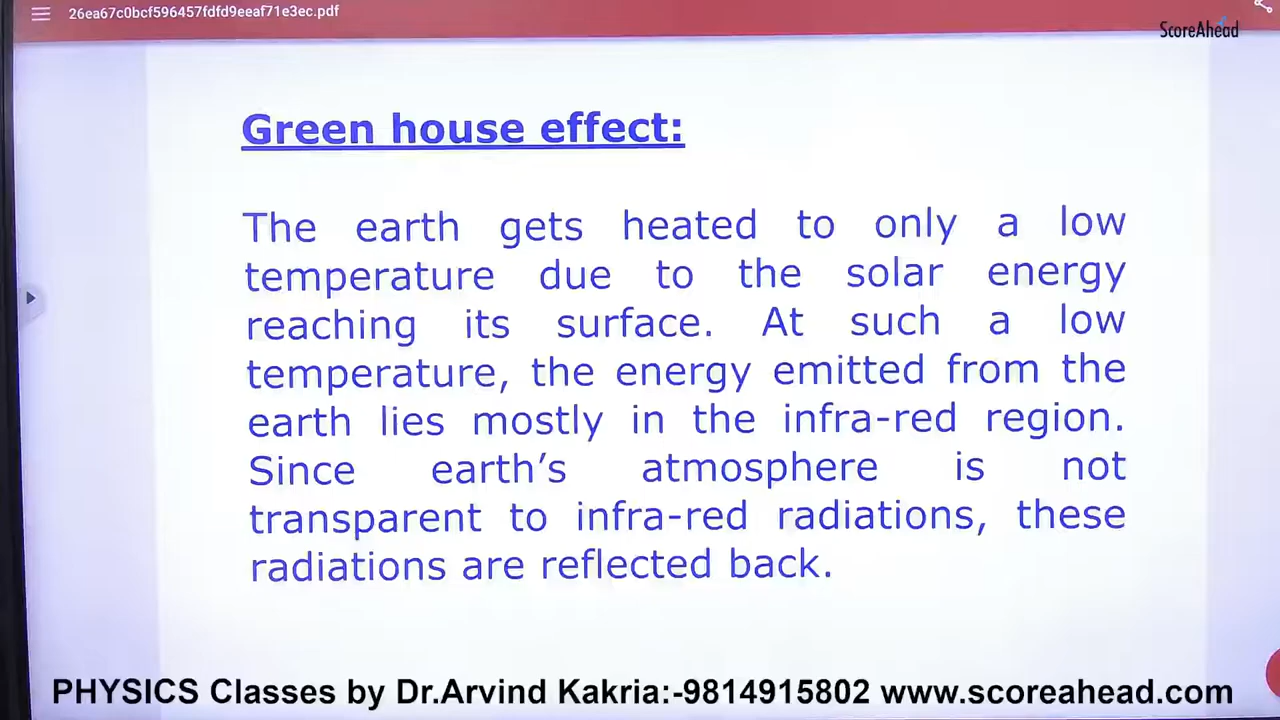 26ea67c0bcf596457fdfd9eeaf71e3ec.pdf
ScoreAhead
Green house effect:
The earth gets heated to only a low
temperature due to the solar energy
reaching its surface. At such a low
temperature, the energy emitted from the
earth lies mostly in the infra-red region.
Since earth’s atmosphere is not
transparent to infra-red radiations, these
radiations are reflected back.
PHYSICS Classes by Dr.Arvind Kakria:-9814915802 www.scoreahead.com